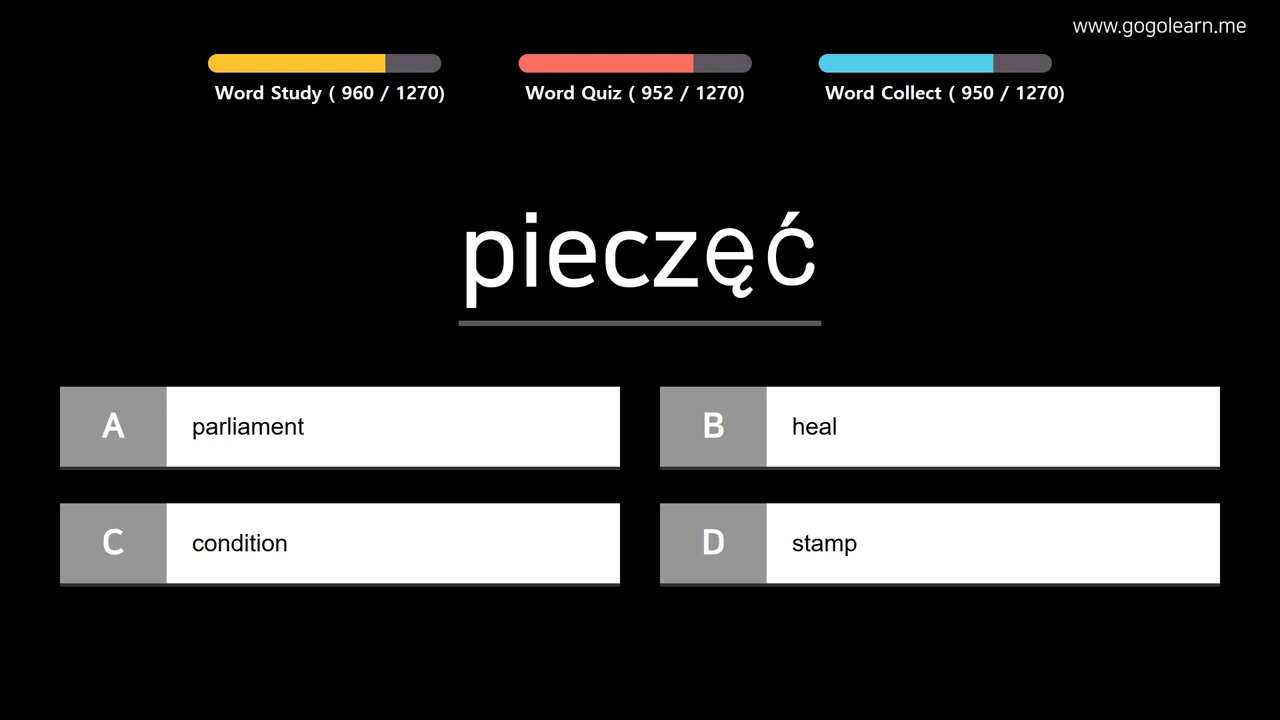 www.gogolearn.me
Word Study ( 960 / 1270)
Word Quiz ( 952 / 1270)
Word Collect ( 950 / 1270)
pieczęć
A parliament
B heal
C condition
D stamp